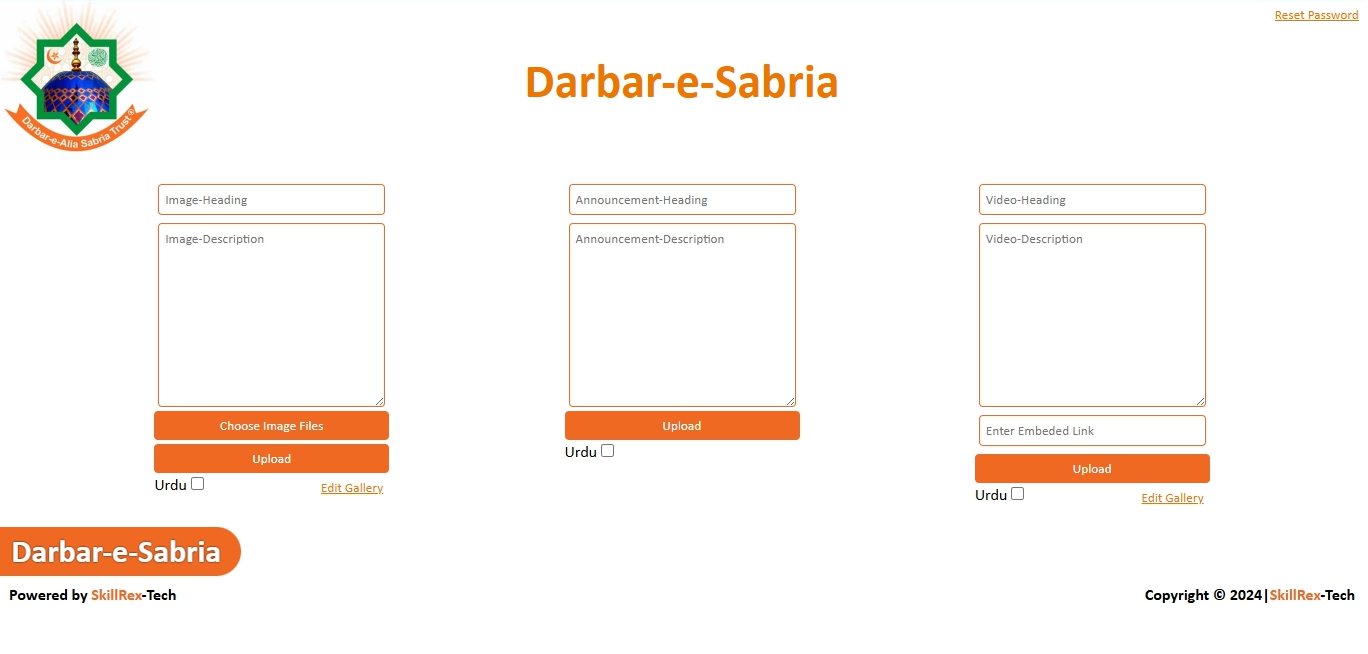 Reset Password
Darbar-e-Alia Sabria Trust®
Darbar-e-Sabria
Image-Heading
Image-Description
Choose Image Files
Upload
Urdu
Edit Gallery
Announcement-Heading
Announcement-Description
Upload
Urdu
Video-Heading
Video-Description
Enter Embeded Link
Upload
Urdu
Edit Gallery
Darbar-e-Sabria
Powered by SkillRex-Tech
Copyright © 2024|SkillRex-Tech